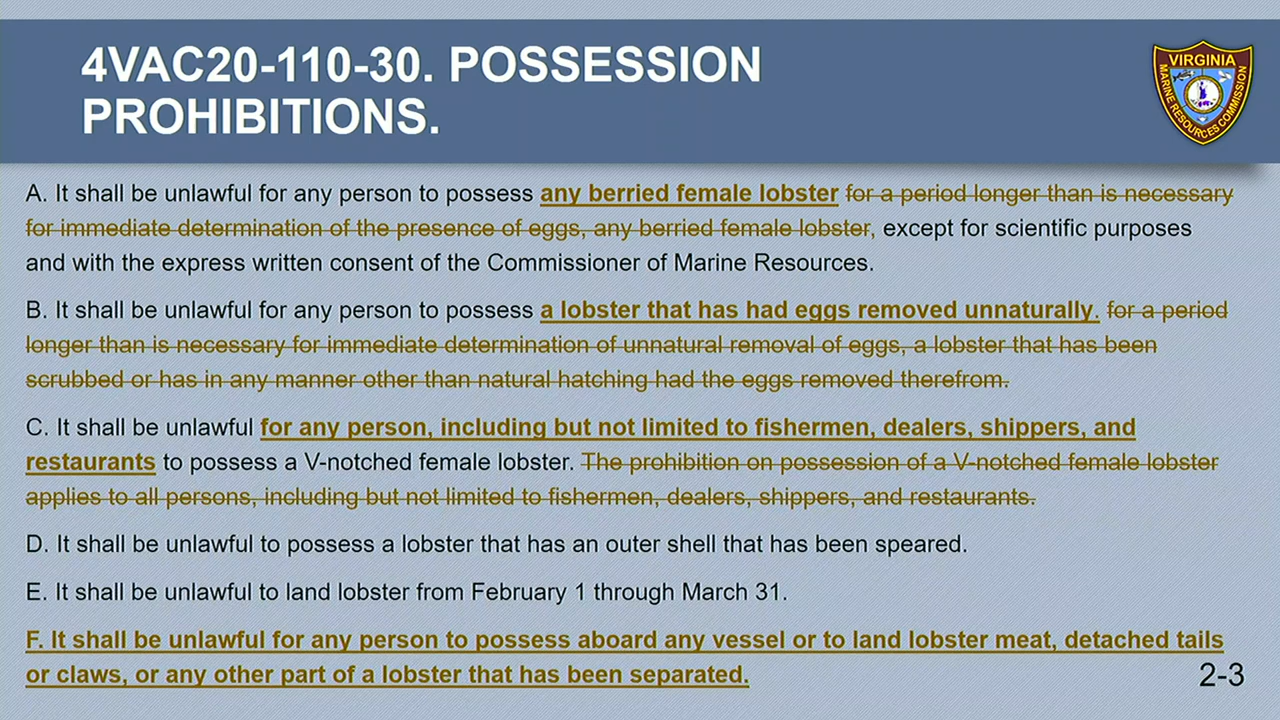 4VAC20-110-30. POSSESSION
PROHIBITIONS.
VIRGINIA
MARINE RESOURCES COMMISSION
A. It shall be unlawful for any person to possess any berried female lobster for a period longer than is necessary
for immediate determination of the presence of eggs, any berried female lobster, except for scientific purposes
and with the express written consent of the Commissioner of Marine Resources.
B. It shall be unlawful for any person to possess a lobster that has had eggs removed unnaturally. for a period
longer than is necessary for immediate determination of unnatural removal of eggs, a lobster that has been
scrubbed or has in any manner other than natural hatching had the eggs removed therefrom.
C. It shall be unlawful for any person, including but not limited to fishermen, dealers, shippers, and
restaurants to possess a V-notched female lobster. The prohibition on possession of a V-notched female lobster
applies to all persons, including but not limited to fishermen, dealers, shippers, and restaurants.
D. It shall be unlawful to possess a lobster that has an outer shell that has been speared.
E. It shall be unlawful to land lobster from February 1 through March 31.
F. It shall be unlawful for any person to possess aboard any vessel or to land lobster meat, detached tails
or claws, or any other part of a lobster that has been separated.
2-3